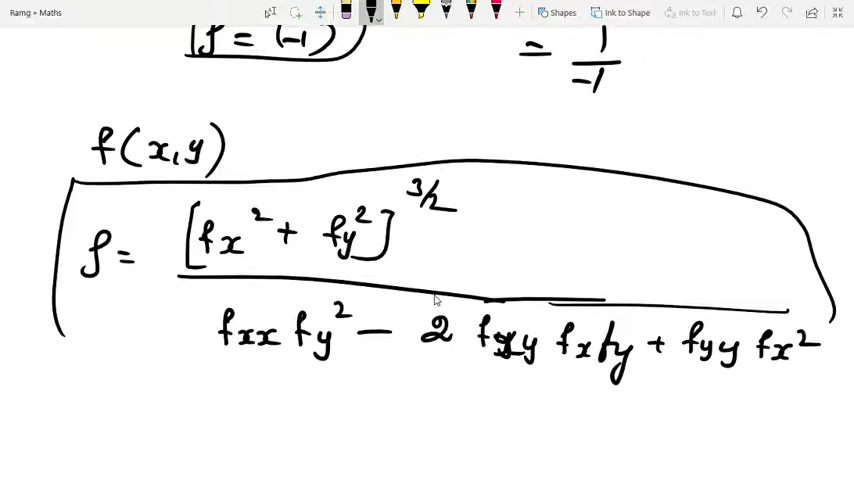 Ramg = Maths
Shapes Ink to Shape Ink to Text
ρ = (-1) = 1/-1
f(x,y)
ρ = [fx² + fy²]^3/2
fxx fy² - 2 fxy fx fy + fyy fx²